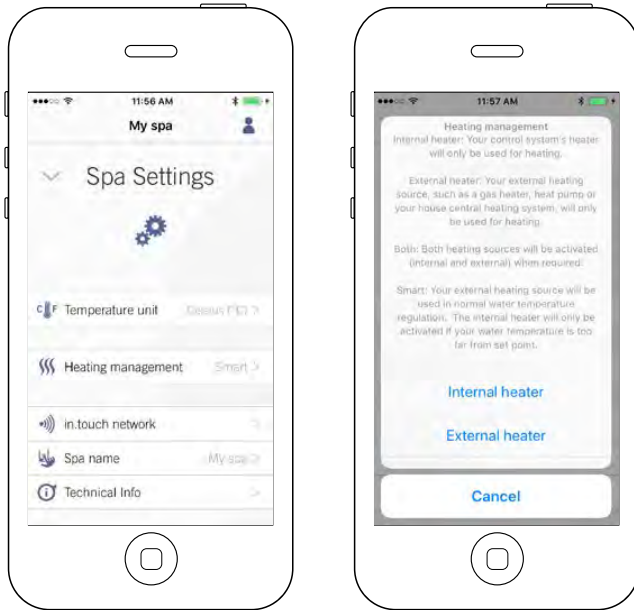 11:56 AM
My spa
Spa Settings
C F Temperature unit Celsius (°C) >
Heating management Smart >
in.touch network >
Spa name My spa >
Technical Info >
11:57 AM
Heating management
Internal heater: Your control system's heater
will only be used for heating.
External heater: Your external heating
source, such as a gas heater, heat pump or
your house central heating system, will only
be used for heating.
Both: Both heating sources will be activated
(internal and external) when required.
Smart: Your external heating source will be
used in normal water temperature
regulation. The internal heater will only be
activated if your water temperature is too
far from set point.
Internal heater
External heater
Cancel